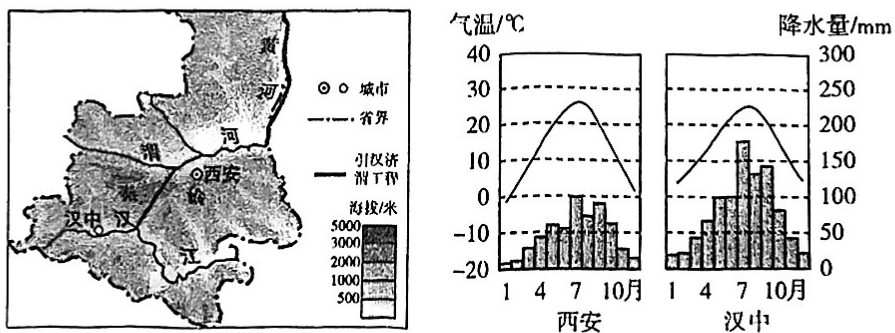 黄
河
渭
河
西安
秦
岭
汉中
汉
江
城市
省界
引汉济
渭工程
海拔/米
5000
3000
2000
1000
500
气温/℃
降水量/mm
40
30
20
10
0
-10
-20
300
250
200
150
100
50
0
1 4 7 10月
1 4 7 10月
西安
汉中